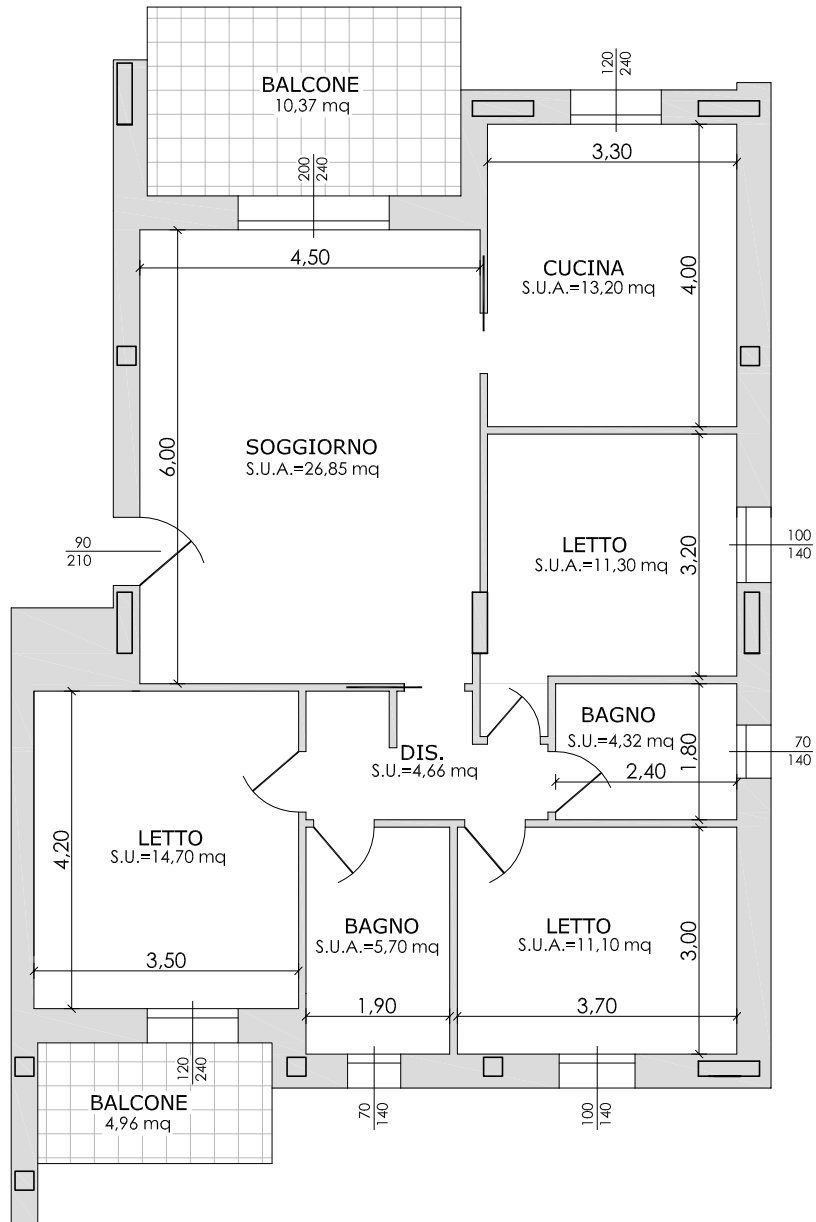 BALCONE
10,37 mq
120
240
200
240
3,30
4,50
CUCINA
S.U.A.=13,20 mq
4,00
SOGGIORNO
S.U.A.=26,85 mq
6,00
90
210
LETTO
S.U.A.=11,30 mq
3,20
100
140
BAGNO
S.U.=4,32 mq
1,80
2,40
70
140
DIS.
S.U.=4,66 mq
LETTO
S.U.=14,70 mq
4,20
3,50
BAGNO
S.U.A.=5,70 mq
1,90
LETTO
S.U.A.=11,10 mq
3,00
3,70
120
240
BALCONE
4,96 mq
70
140
100
140